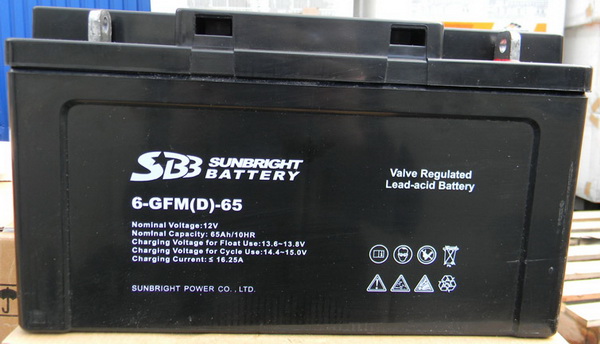 SBB SUNBRIGHT
BATTERY
6-GFM(D)-65
Nominal Voltage:12V
Nominal Capacity: 65Ah/10HR
Charging Voltage for Float Use:13.6~13.8V
Charging Voltage for Cycle Use:14.4~15.0V
Charging Current: ≤ 16.25A
SUNBRIGHT POWER CO., LTD.
Valve Regulated
Lead-acid Battery